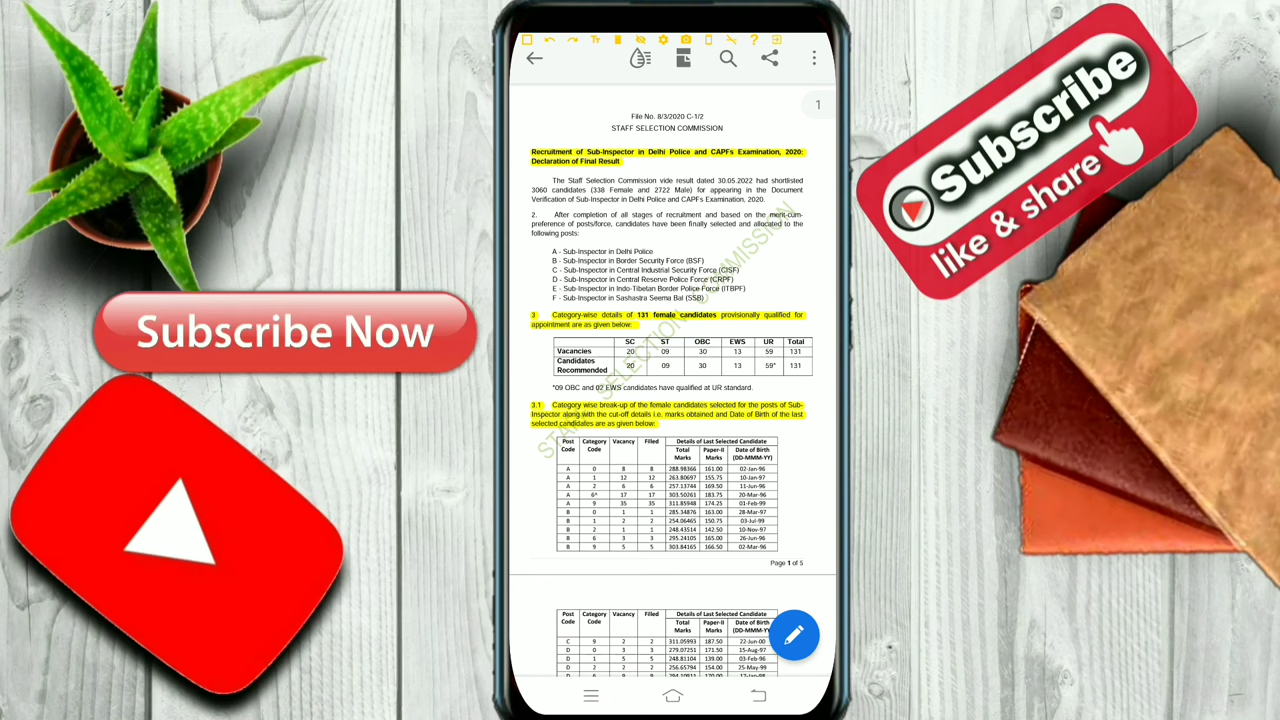 Subscribe Now
Subscribe
like & share
1
File No. 8/3/2020 C-1/2
STAFF SELECTION COMMISSION
Recruitment of Sub-Inspector in Delhi Police and CAPFs Examination, 2020:
Declaration of Final Result
The Staff Selection Commission vide result dated 30.05.2022 had shortlisted
3060 candidates (338 Female and 2722 Male) for appearing in the Document
Verification of Sub-Inspector in Delhi Police and CAPFs Examination, 2020.
2. After completion of all stages of recruitment and based on the merit-cum-
preference of posts/force, candidates have been finally selected and allocated to the
following posts:
A - Sub-Inspector in Delhi Police
B - Sub-Inspector in Border Security Force (BSF)
C - Sub-Inspector in Central Industrial Security Force (CISF)
D - Sub-Inspector in Central Reserve Police Force (CRPF)
E - Sub-Inspector in Indo-Tibetan Border Police Force (ITBPF)
F - Sub-Inspector in Sashastra Seema Bal (SSB)
3 Category-wise details of 131 female candidates provisionally qualified for
appointment are as given below:
SC ST OBC EWS UR Total
Vacancies 20 09 30 13 59 131
Candidates Recommended 20 09 30 13 59* 131
*09 OBC and 02 EWS candidates have qualified at UR standard.
3.1 Category wise break-up of the female candidates selected for the posts of Sub-
Inspector along with the cut-off details i.e. marks obtained and Date of Birth of the last
selected candidates are as given below:
Post Code Category Code Vacancy Filled Details of Last Selected Candidate
Total Marks Paper-II Marks Date of Birth (DD-MMM-YY)
A 0 8 8 288.98366 161.00 02-Jan-96
A 1 12 12 263.80697 155.75 10-Jan-97
A 2 6 6 257.13744 169.25 11-Jun-96
A 6^ 17 17 303.50261 183.75 20-Mar-96
A 9 35 35 311.85948 174.25 01-Feb-99
B 0 1 1 285.34876 163.00 28-Mar-97
B 1 2 2 254.06465 150.75 03-Jul-99
B 2 1 1 248.43514 142.50 10-Nov-97
B 6 3 3 295.24105 165.00 26-Jun-96
B 9 5 5 303.84165 166.50 02-Mar-96
Page 1 of 5
Post Code Category Code Vacancy Filled Details of Last Selected Candidate
Total Marks Paper-II Marks Date of Birth (DD-MMM-YY)
C 9 2 2 311.05993 187.50 22-Jun-00
D 0 3 3 279.07251 171.50 15-Aug-97
D 1 5 5 248.81104 139.00 03-Feb-96
D 2 2 2 256.65794 154.00 25-May-99
STAFF SELECTION COMMISSION